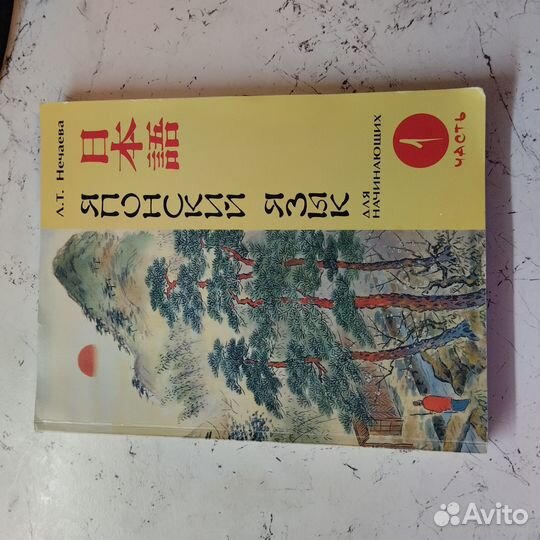 Л.Т. Нечаева
日本語
ЯПОНСКИЙ ЯЗЫК
ДЛЯ
НАЧИНАЮЩИХ
1
ЧАСТЬ
Avito